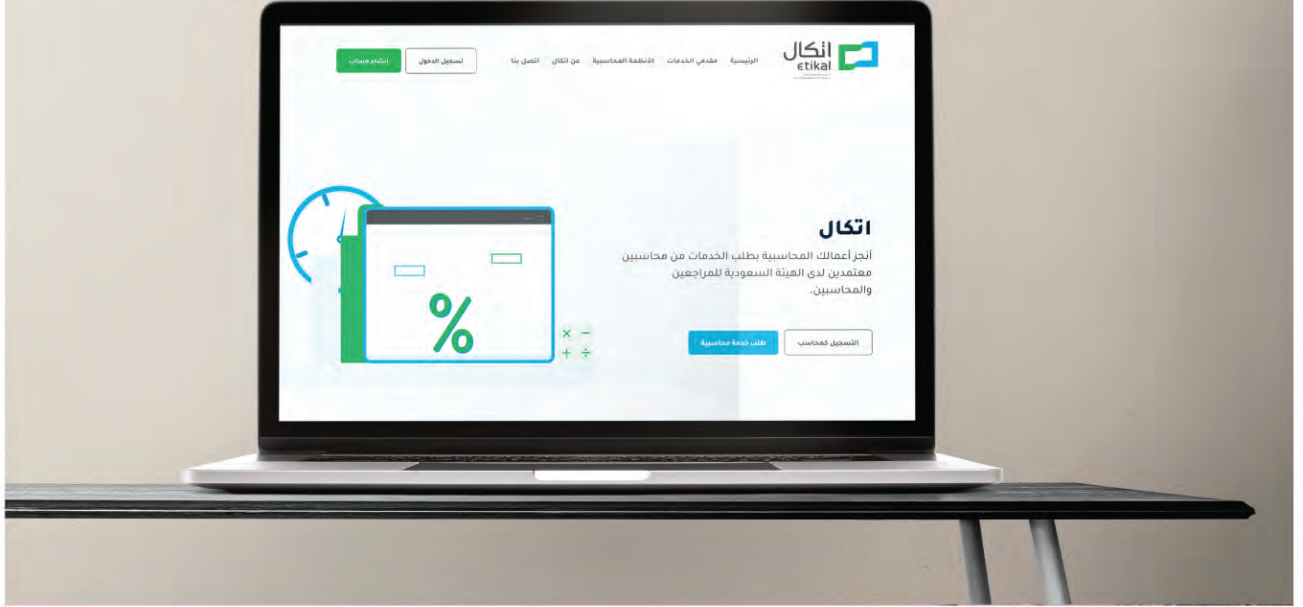 اتكال
etikal
الرئيسية
مقدمي الخدمات
الأنظمة المحاسبية
عن اتكال
اتصل بنا
تسجيل الدخول
إنشاء حساب
اتكال
أنجز أعمالك المحاسبية بطلب الخدمات من محاسبين
معتمدين لدى الهيئة السعودية للمراجعين
والمحاسبين.
التسجيل كمحاسب
طلب خدمة محاسبية
%
× −
+ ÷